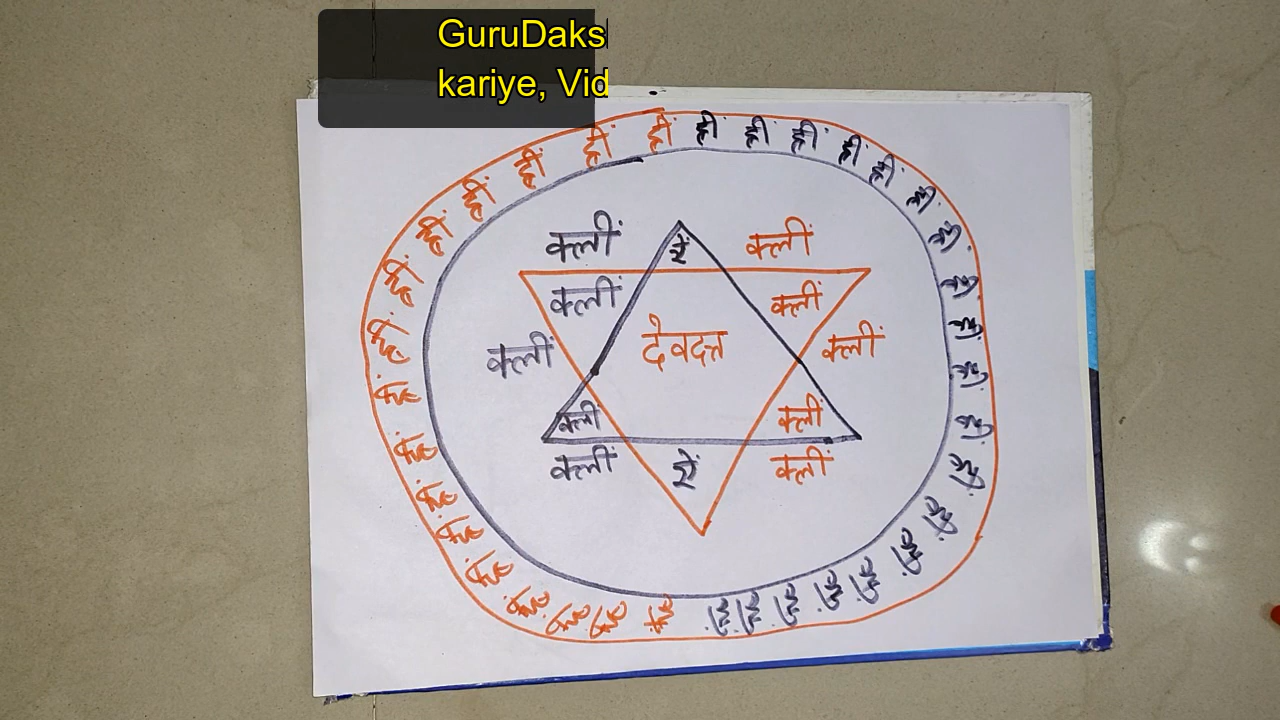 GuruDaks
kariye, Vid
ह्रीं ह्रीं ह्रीं ह्रीं ह्रीं ह्रीं ह्रीं ह्रीं ह्रीं ह्रीं ह्रीं ह्रीं ह्रीं ह्रीं ह्रीं ह्रीं ह्रीं ह्रीं ह्रीं ह्रीं ह्रीं ह्रीं ह्रीं ह्रीं ह्रीं ह्रीं ह्रीं ह्रीं ह्रीं ह्रीं ह्रीं ह्रीं ह्रीं ह्रीं ह्रीं
क्लीं ऐं क्लीं
क्लीं क्लीं
क्लीं देवदत्त क्लीं
क्लीं क्लीं
क्लीं ऐं क्लीं